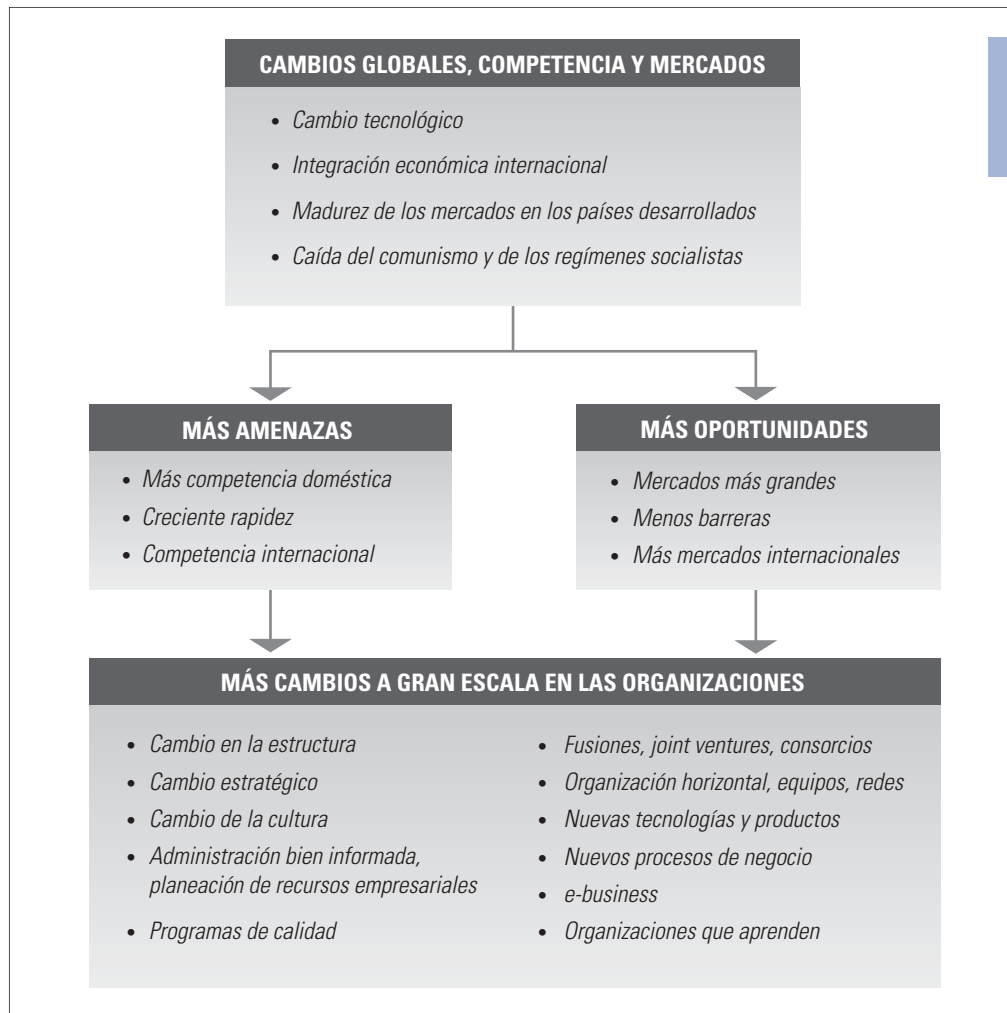 CAMBIOS GLOBALES, COMPETENCIA Y MERCADOS
• Cambio tecnológico
• Integración económica internacional
• Madurez de los mercados en los países desarrollados
• Caída del comunismo y de los regímenes socialistas
MÁS AMENAZAS
• Más competencia doméstica
• Creciente rapidez
• Competencia internacional
MÁS OPORTUNIDADES
• Mercados más grandes
• Menos barreras
• Más mercados internacionales
MÁS CAMBIOS A GRAN ESCALA EN LAS ORGANIZACIONES
• Cambio en la estructura
• Cambio estratégico
• Cambio de la cultura
• Administración bien informada,
planeación de recursos empresariales
• Programas de calidad
• Fusiones, joint ventures, consorcios
• Organización horizontal, equipos, redes
• Nuevas tecnologías y productos
• Nuevos procesos de negocio
• e-business
• Organizaciones que aprenden